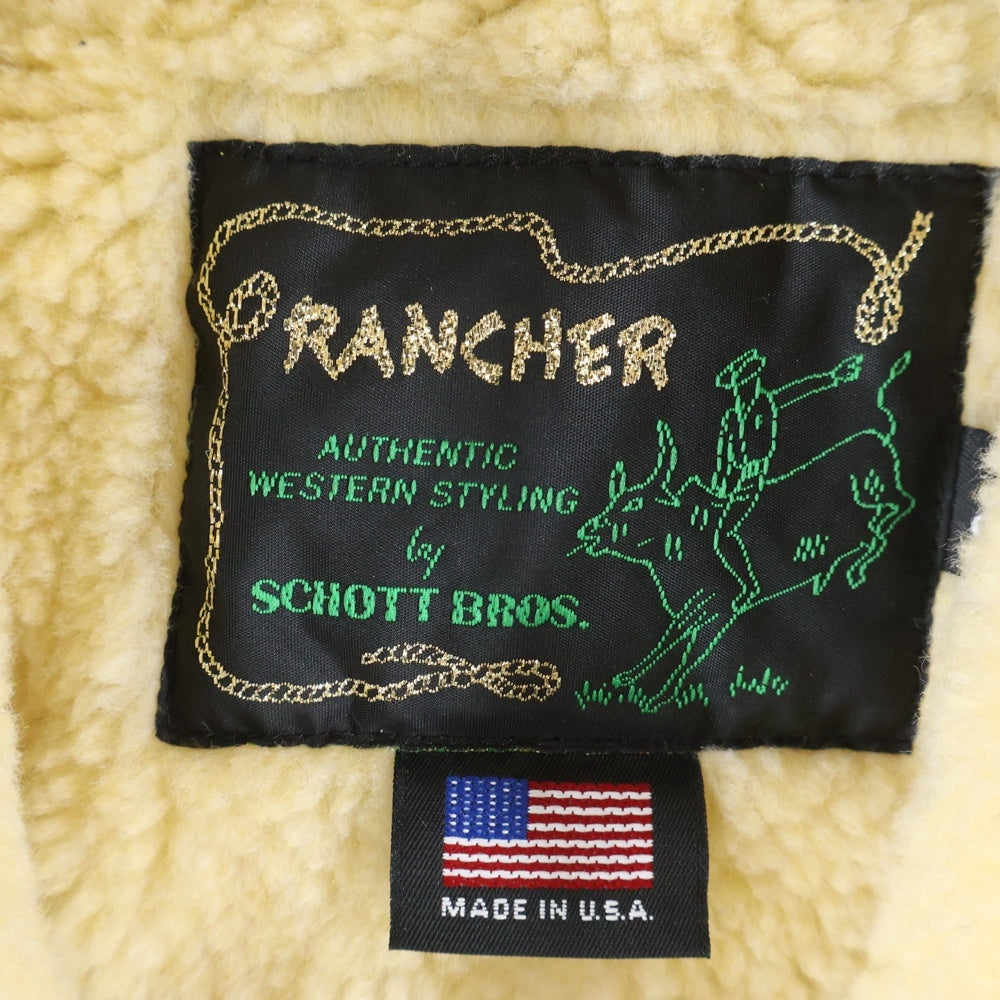 RANCHER
AUTHENTIC
WESTERN STYLING
by
SCHOTT BROS.
MADE IN U.S.A.